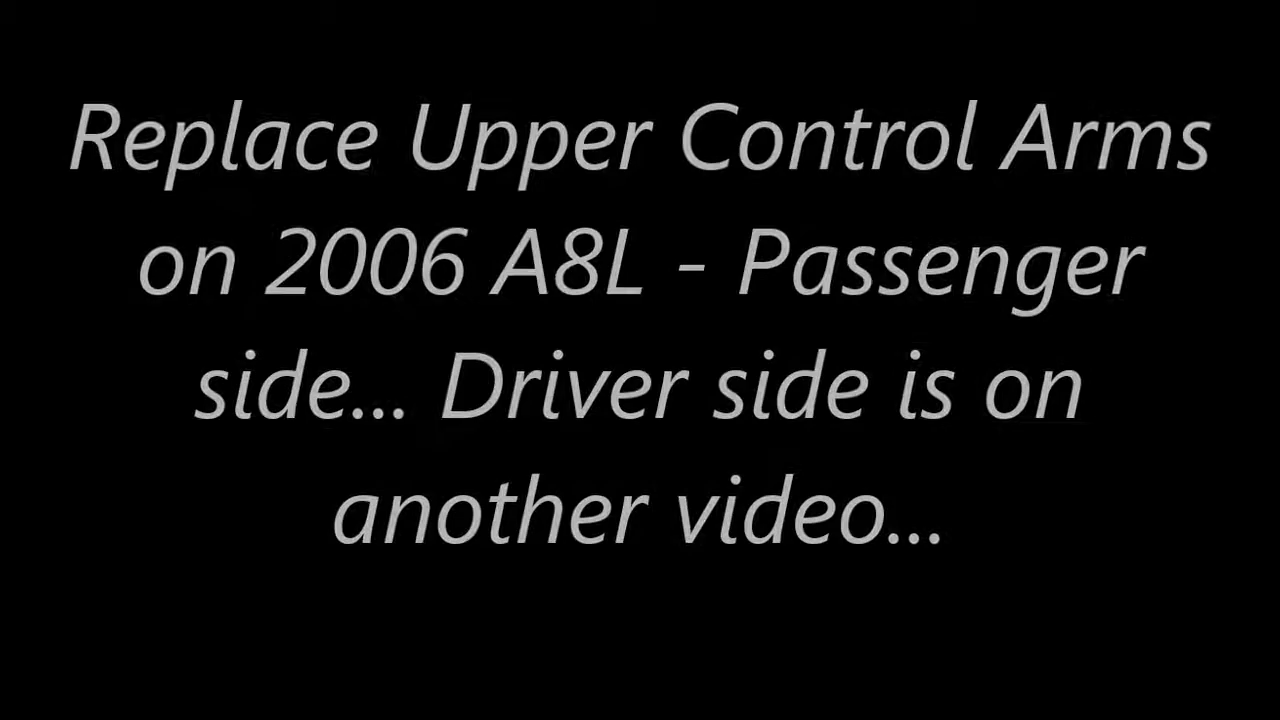 Replace Upper Control Arms
on 2006 A8L - Passenger
side... Driver side is on
another video...